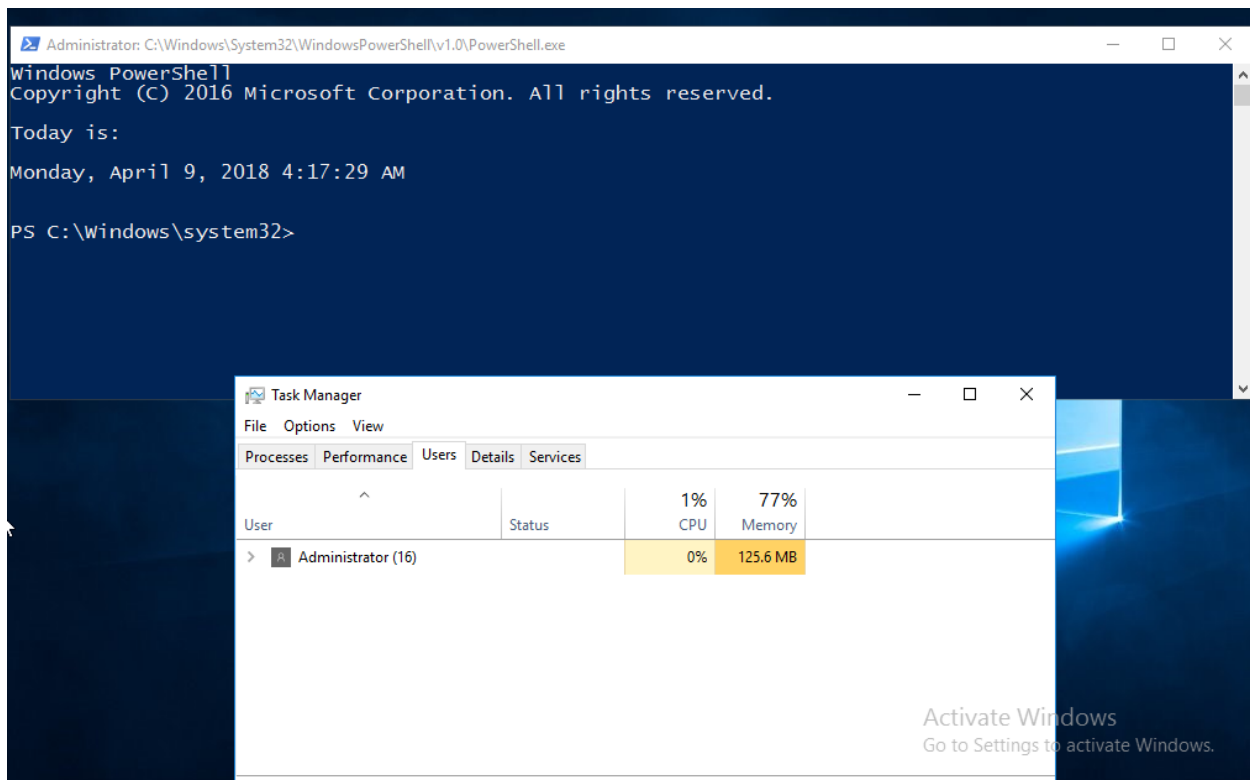 Administrator: C:\Windows\System32\WindowsPowerShell\v1.0\PowerShell.exe
Windows PowerShell
Copyright (C) 2016 Microsoft Corporation. All rights reserved.
Today is:
Monday, April 9, 2018 4:17:29 AM
PS C:\Windows\system32>
Task Manager
File Options View
Processes Performance Users Details Services
1% 77%
User Status CPU Memory
Administrator (16) 0% 125.6 MB
Activate Windows
Go to Settings to activate Windows.